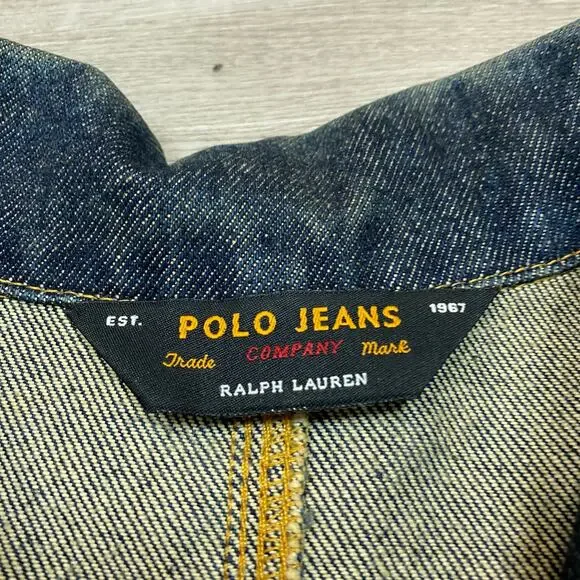 EST. POLO JEANS 1967
Trade COMPANY Mark
RALPH LAUREN